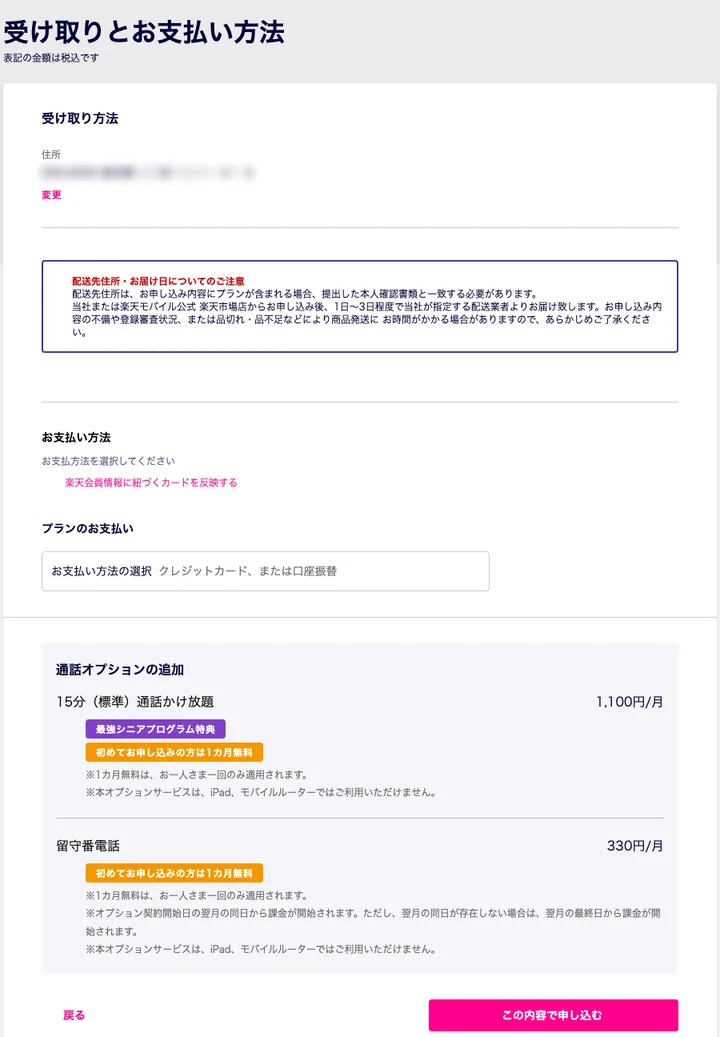 受け取りとお支払い方法
表記の金額は税込です
受け取り方法
住所
変更
配送先住所・お届け日についてのご注意
配送先住所は、お申し込み内容にプランが含まれる場合、提出した本人確認書類と一致する必要があります。
当社または楽天モバイル公式 楽天市場店からお申し込み後、1日〜3日程度で当社が指定する配送業者よりお届け致します。お申し込み内
容の不備や登録審査状況、または品切れ・品不足などにより商品発送に お時間がかかる場合がありますので、あらかじめご了承くださ
い。
お支払い方法
お支払方法を選択してください
楽天会員情報に紐づくカードを反映する
プランのお支払い
お支払い方法の選択 クレジットカード、または口座振替
通話オプションの追加
15分（標準）通話かけ放題 1,100円/月
最強シニアプログラム特典
初めてお申し込みの方は1カ月無料
※1カ月無料は、お一人さま一回のみ適用されます。
※本オプションサービスは、iPad、モバイルルーターではご利用いただけません。
留守番電話 330円/月
初めてお申し込みの方は1カ月無料
※1カ月無料は、お一人さま一回のみ適用されます。
※オプション契約開始日の翌月の同日から課金が開始されます。ただし、翌月の同日が存在しない場合は、翌月の最終日から課金が開
始されます。
※本オプションサービスは、iPad、モバイルルーターではご利用いただけません。
戻る
この内容で申し込む